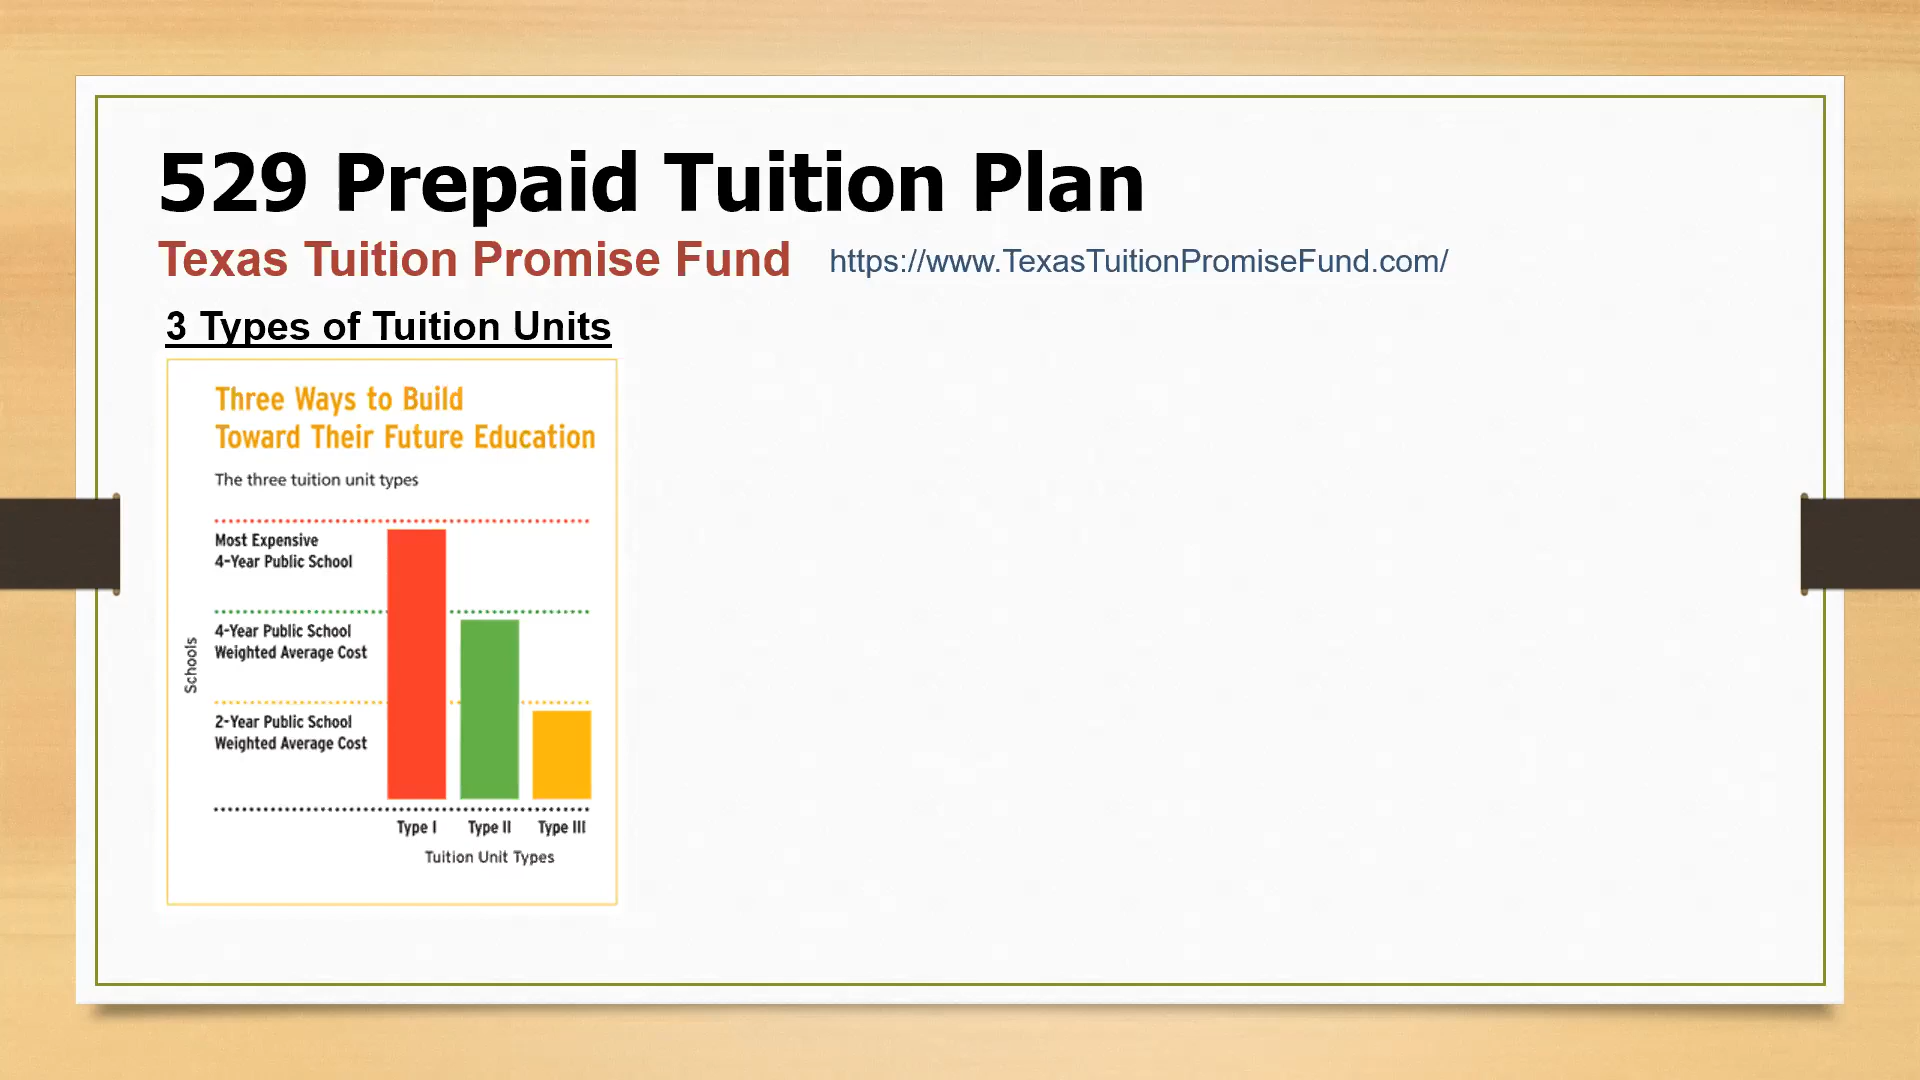 529 Prepaid Tuition Plan
Texas Tuition Promise Fund https://www.TexasTuitionPromiseFund.com/
3 Types of Tuition Units
Three Ways to Build
Toward Their Future Education
The three tuition unit types
Most Expensive
4-Year Public School
4-Year Public School
Weighted Average Cost
Schools
2-Year Public School
Weighted Average Cost
Type I Type II Type III
Tuition Unit Types